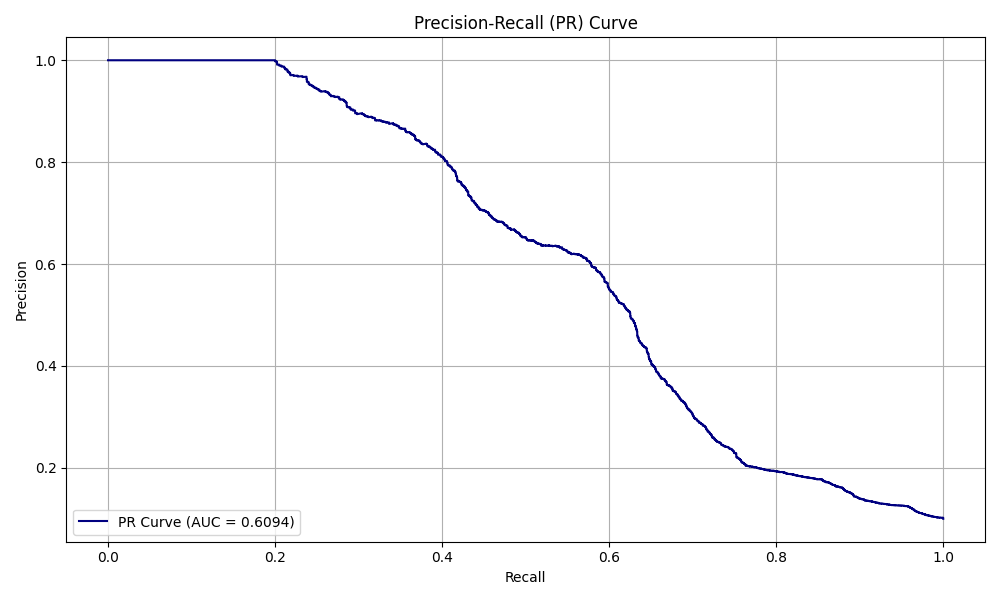 Precision-Recall (PR) Curve
1.0
0.8
0.6
0.4
0.2
Precision
PR Curve (AUC = 0.6094)
0.0 0.2 0.4 0.6 0.8 1.0
Recall